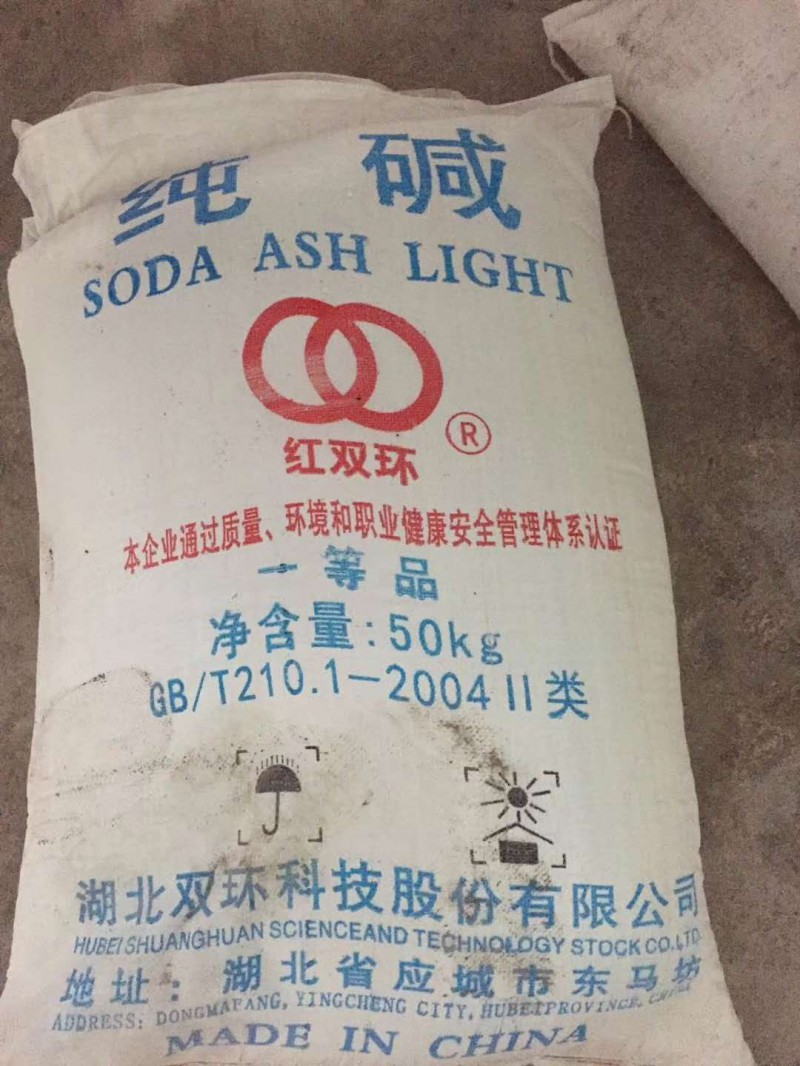 纯 碱
SODA ASH LIGHT
®
红双环
本企业通过质量、环境和职业健康安全管理体系认证
一等品
净含量:50kg
GB/T210.1-2004 II 类
湖北双环科技股份有限公司
HUBEI SHUANGHUAN SCIENCEAND TECHNOLOGY STOCK CO.,LTD.
地址:湖北省应城市东马坊
ADDRESS: DONGMAFANG, YINGCHENG CITY, HUBEIPROVINCE, CHINA
MADE IN CHINA